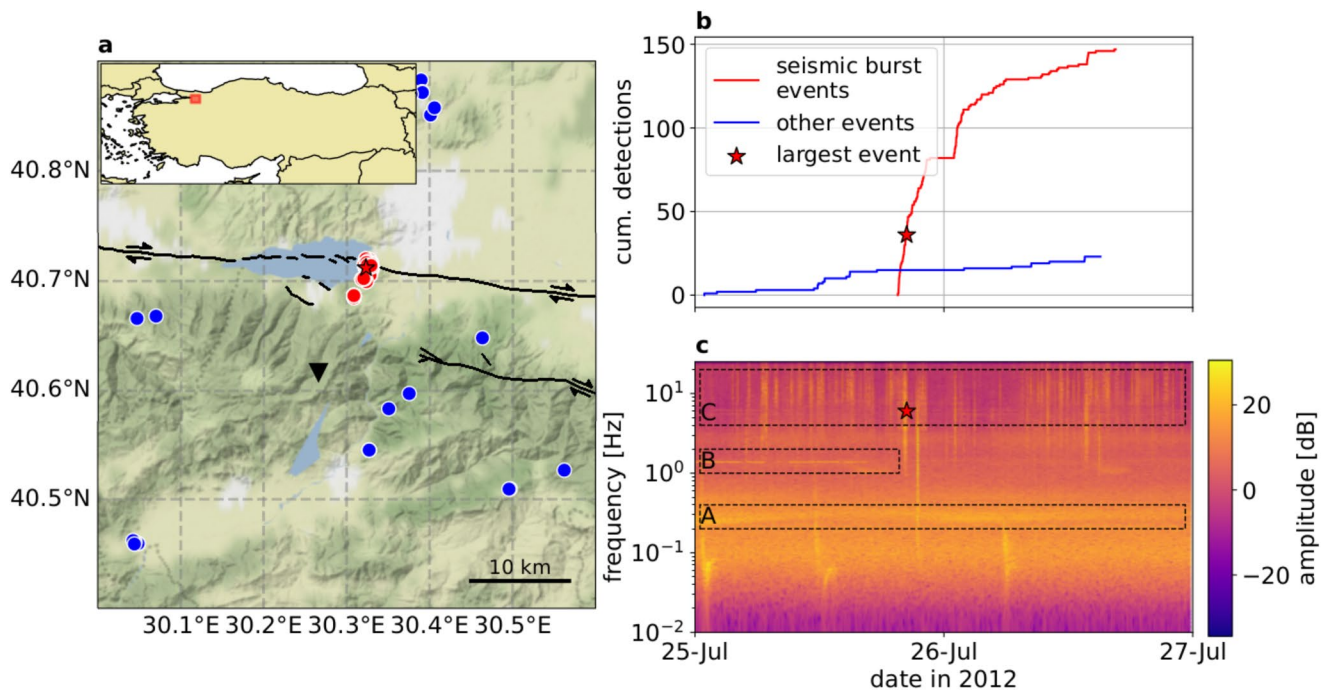 a
40.8°N
40.7°N
40.6°N
40.5°N
30.1°E 30.2°E 30.3°E 30.4°E 30.5°E
10 km
b
cum. detections
150
100
50
0
seismic burst
events
other events
largest event
c
frequency [Hz]
10¹
10⁰
10⁻¹
10⁻²
C
B
A
25-Jul
26-Jul
27-Jul
date in 2012
20
0
−20
amplitude [dB]